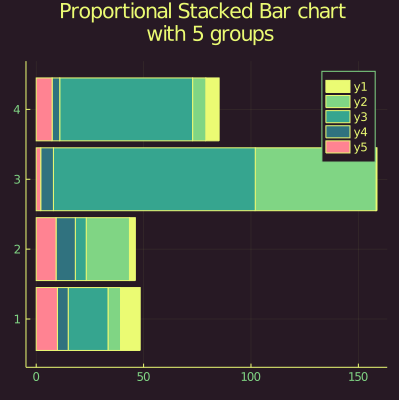 Proportional Stacked Bar chart
with 5 groups
y1
y2
y3
y4
y5
4
3
2
1
0 50 100 150